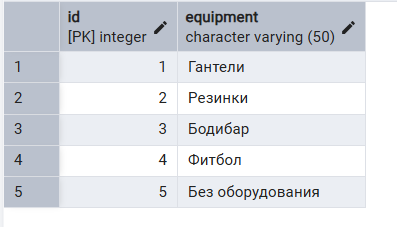 id equipment
[PK] integer character varying (50)
1 1 Гантели
2 2 Резинки
3 3 Бодибар
4 4 Фитбол
5 5 Без оборудования